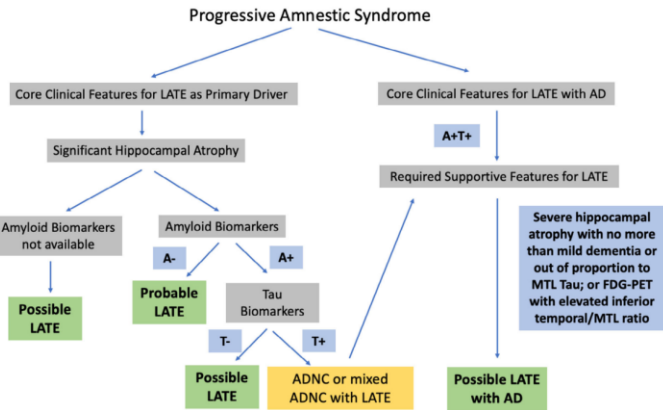 Progressive Amnestic Syndrome
Core Clinical Features for LATE as Primary Driver
Core Clinical Features for LATE with AD
A+T+
Significant Hippocampal Atrophy
Required Supportive Features for LATE
Amyloid Biomarkers
not available
Amyloid Biomarkers
Severe hippocampal
atrophy with no more
than mild dementia or
out of proportion to
MTL Tau; or FDG-PET
with elevated inferior
temporal/MTL ratio
A-
A+
Possible
LATE
Probable
LATE
Tau
Biomarkers
T-
T+
Possible
LATE
ADNC or mixed
ADNC with LATE
Possible LATE
with AD